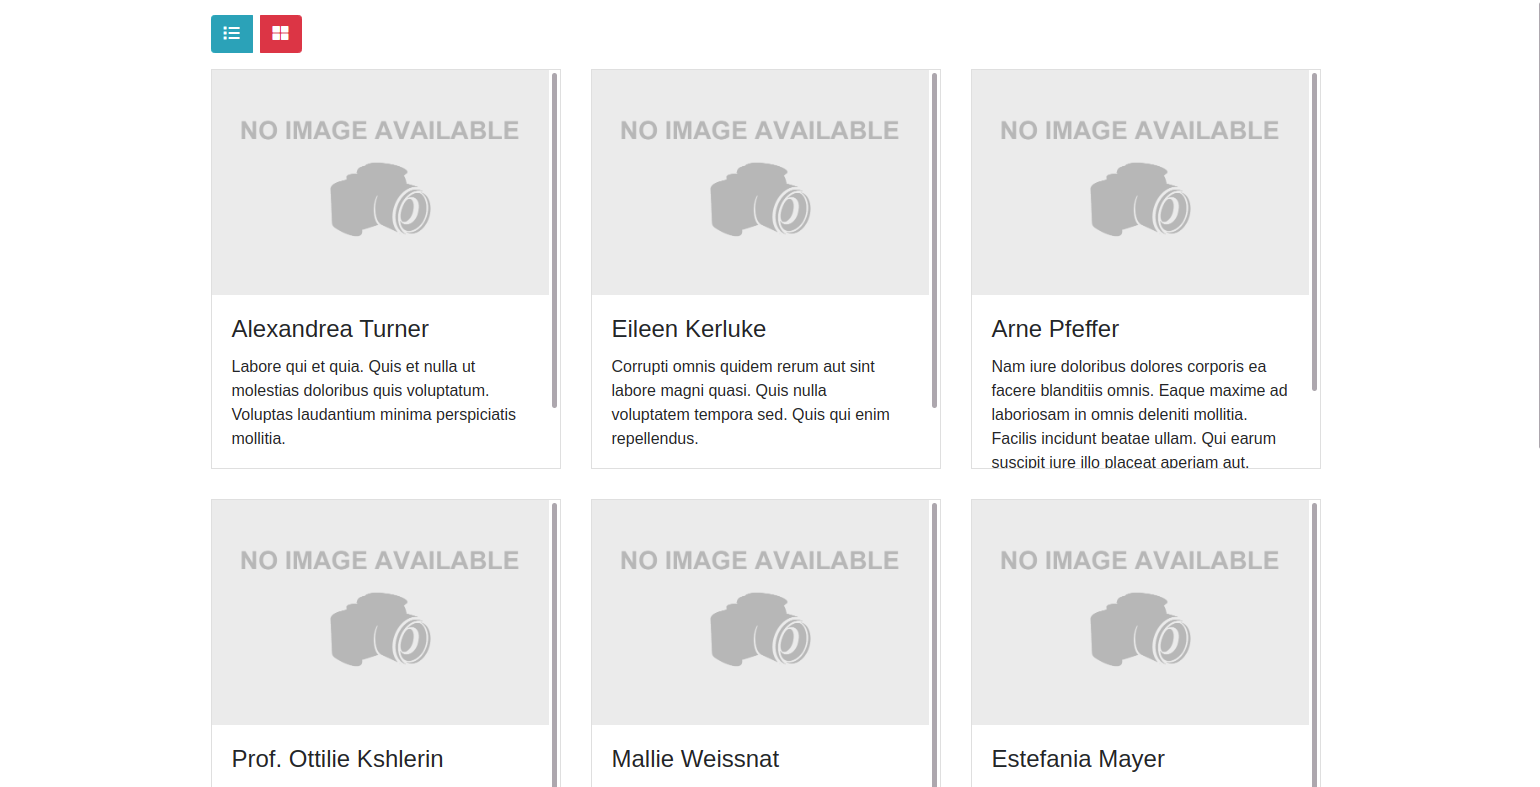 NO IMAGE AVAILABLE
Alexandrea Turner
Labore qui et quia. Quis et nulla ut
molestias doloribus quis voluptatum.
Voluptas laudantium minima perspiciatis
mollitia.
NO IMAGE AVAILABLE
Eileen Kerluke
Corrupti omnis quidem rerum aut sint
labore magni quasi. Quis nulla
voluptatem tempora sed. Quis qui enim
repellendus.
NO IMAGE AVAILABLE
Arne Pfeffer
Nam iure doloribus dolores corporis ea
facere blanditiis omnis. Eaque maxime ad
laboriosam in omnis deleniti mollitia.
Facilis incidunt beatae ullam. Qui earum
suscipit iure illo placeat aperiam aut.
NO IMAGE AVAILABLE
Prof. Ottilie Kshlerin
NO IMAGE AVAILABLE
Mallie Weissnat
NO IMAGE AVAILABLE
Estefania Mayer